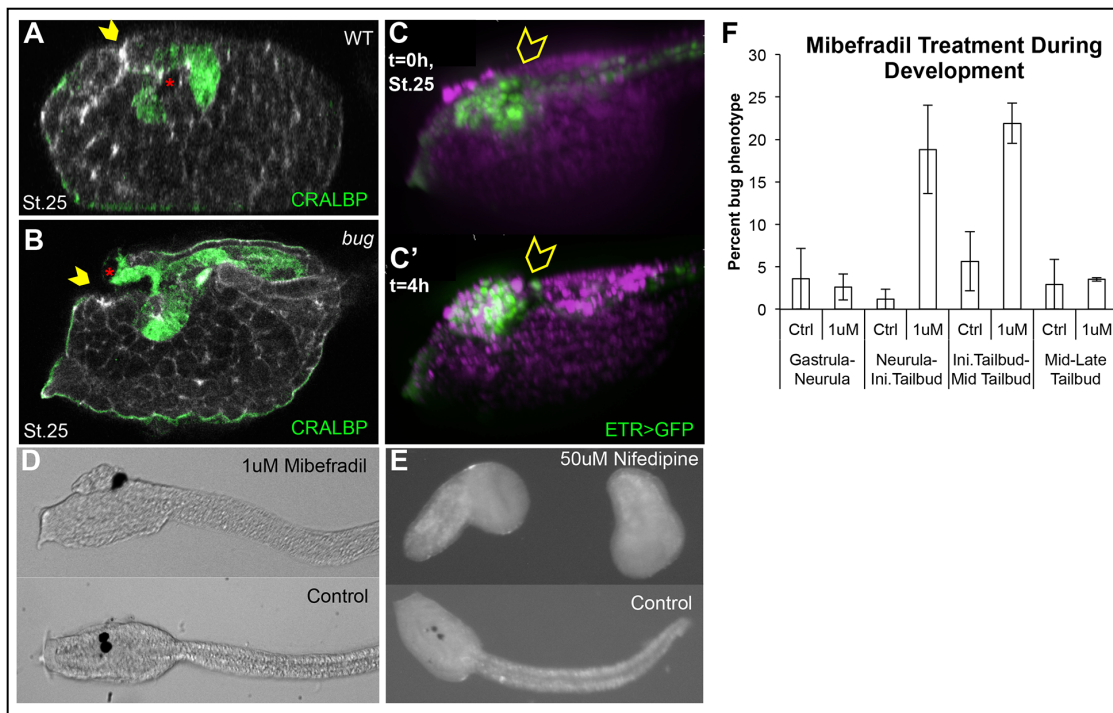 A
WT
*
St.25
CRALBP
B
bug
*
St.25
CRALBP
C
t=0h,
St.25
C’
t=4h
ETR>GFP
D
1uM Mibefradil
Control
E
50uM Nifedipine
Control
F
Mibefradil Treatment During
Development
Percent bug phenotype
30
25
20
15
10
5
0
Ctrl 1uM Ctrl 1uM Ctrl 1uM Ctrl 1uM
Gastrula- Neurula- Ini.Tailbud- Mid-Late
Neurula Ini.Tailbud Mid Tailbud Tailbud